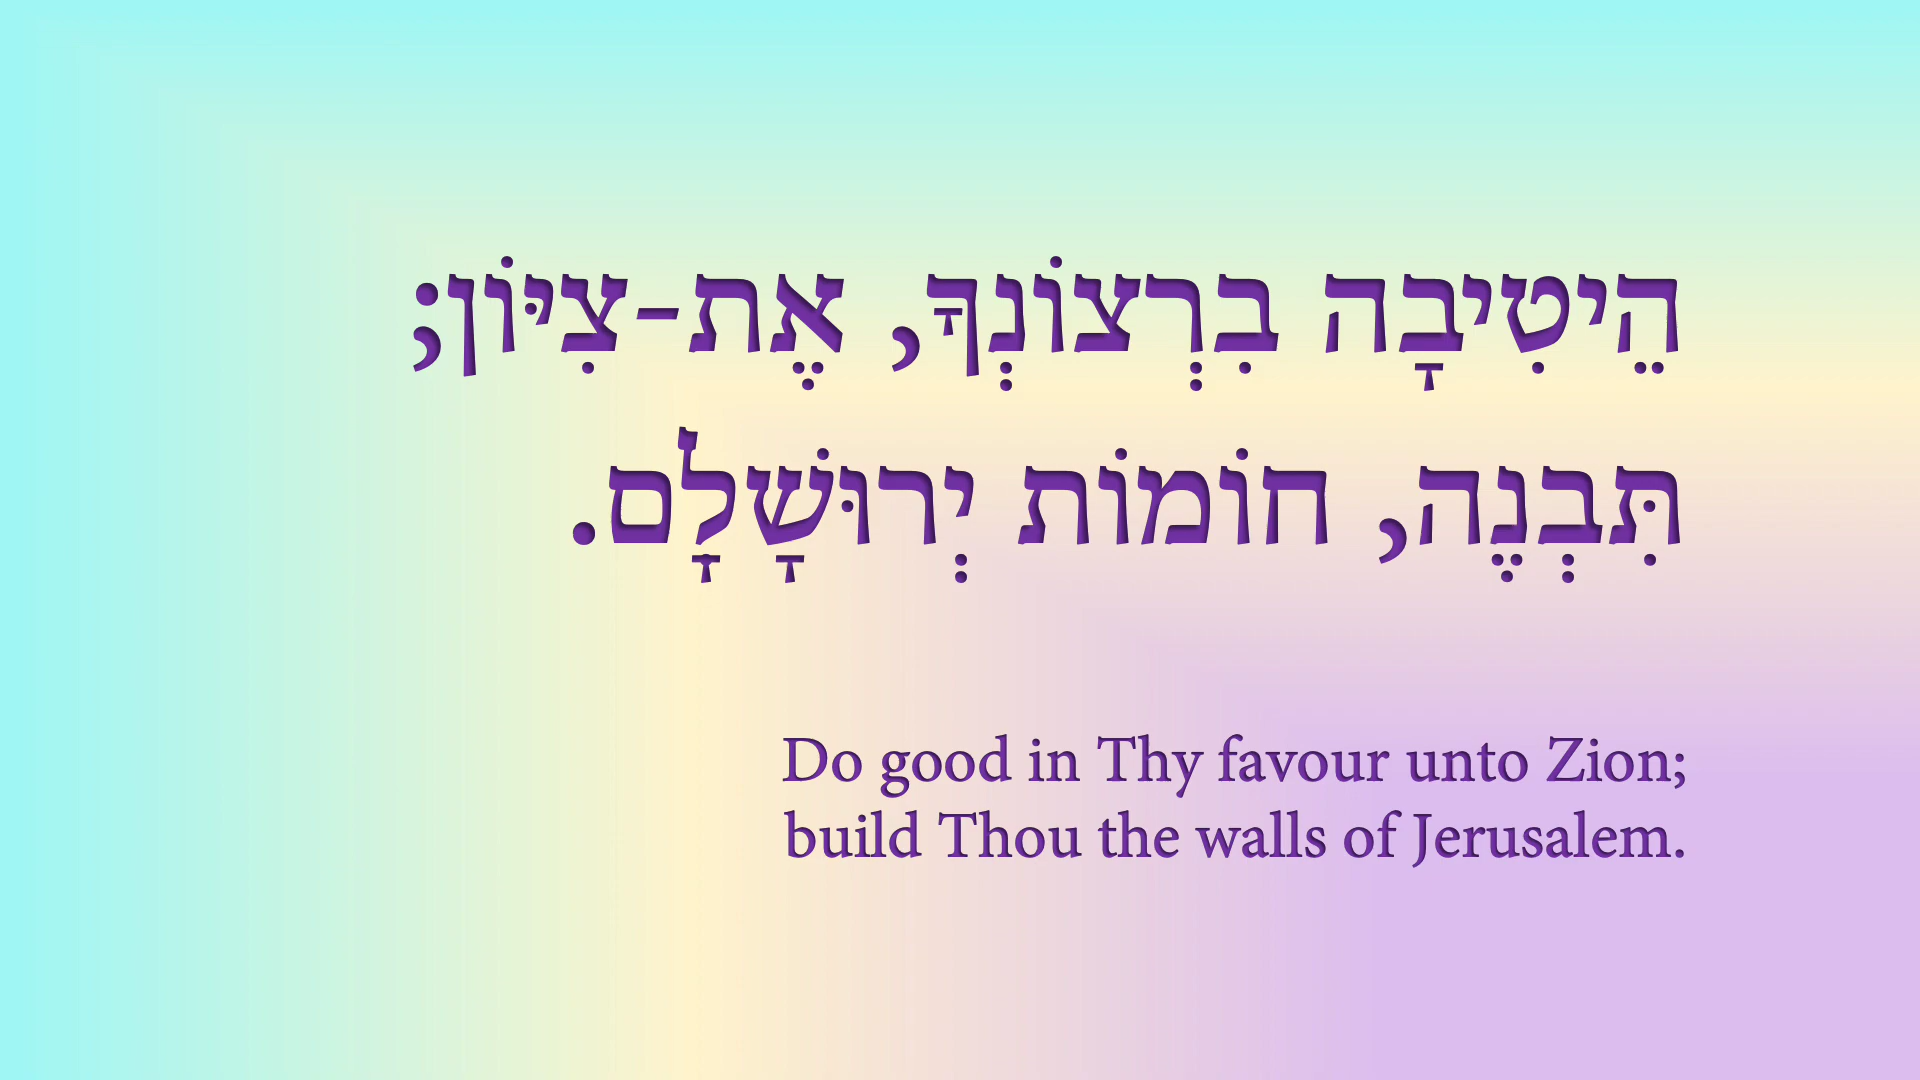 הֵיטִיבָה בִרְצוֹנְךָ, אֶת-צִיּוֹן;
תִּבְנֶה, חוֹמוֹת יְרוּשָׁלָם.
Do good in Thy favour unto Zion;
build Thou the walls of Jerusalem.